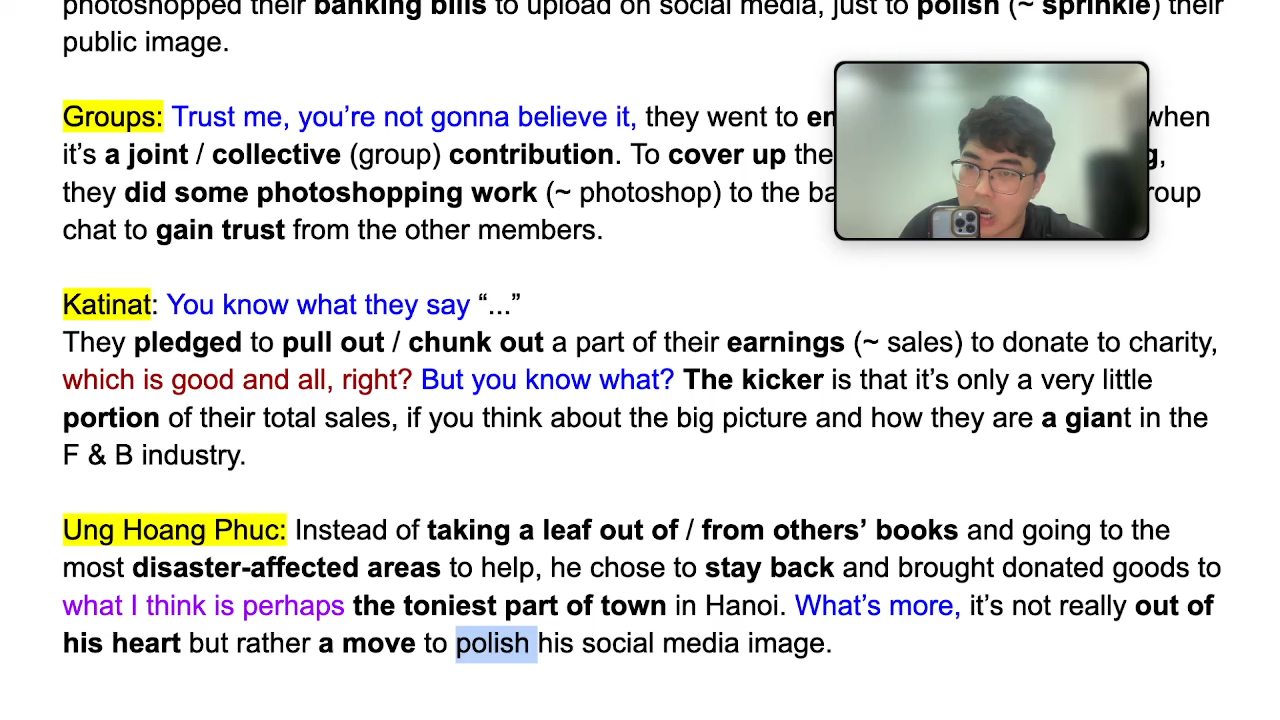 photoshopped their banking bills to upload on social media, just to polish (~ sprinkle) their
public image.
Groups: Trust me, you’re not gonna believe it, they went to when
it’s a joint / collective (group) contribution. To cover up the
they did some photoshopping work (~ photoshop) to the
chat to gain trust from the other members.
Katinat: You know what they say “...”
They pledged to pull out / chunk out a part of their earnings (~ sales) to donate to charity,
which is good and all, right? But you know what? The kicker is that it’s only a very little
portion of their total sales, if you think about the big picture and how they are a giant in the
F & B industry.
Ung Hoang Phuc: Instead of taking a leaf out of / from others’ books and going to the
most disaster-affected areas to help, he chose to stay back and brought donated goods to
what I think is perhaps the toniest part of town in Hanoi. What’s more, it’s not really out of
his heart but rather a move to polish his social media image.